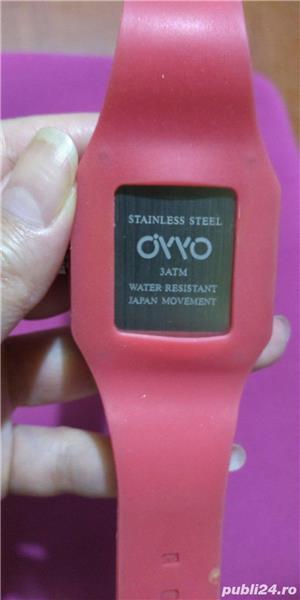 STAINLESS STEEL
OYYO
3ATM
WATER RESISTANT
JAPAN MOVEMENT
publi24.ro